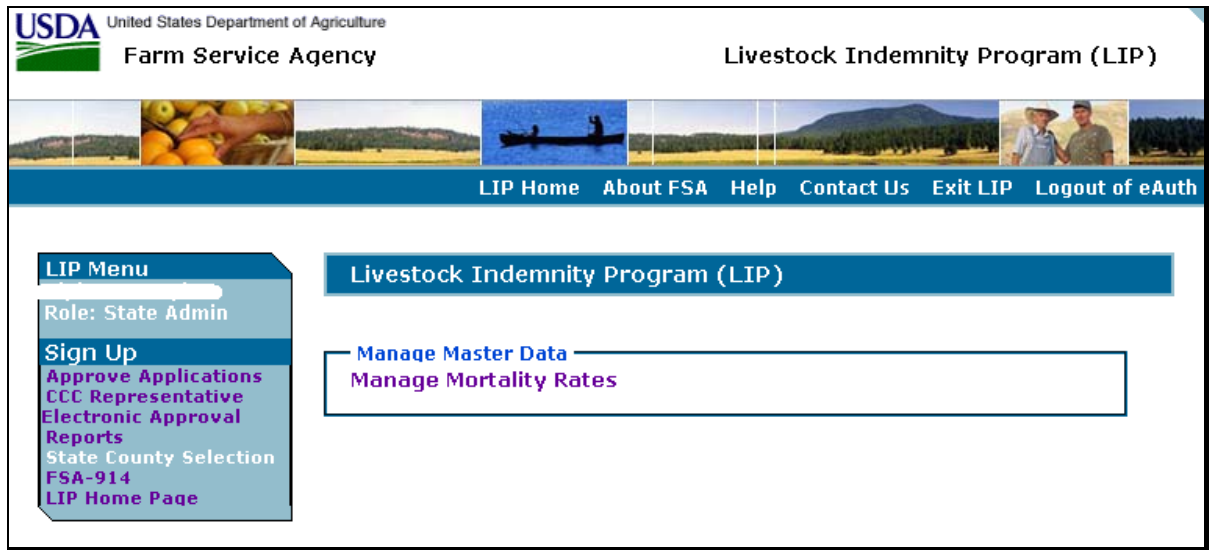 USDA United States Department of Agriculture
Farm Service Agency
Livestock Indemnity Program (LIP)
LIP Home About FSA Help Contact Us Exit LIP Logout of eAuth
LIP Menu
Role: State Admin
Sign Up
Approve Applications
CCC Representative
Electronic Approval
Reports
State County Selection
FSA-914
LIP Home Page
Livestock Indemnity Program (LIP)
Manage Master Data
Manage Mortality Rates